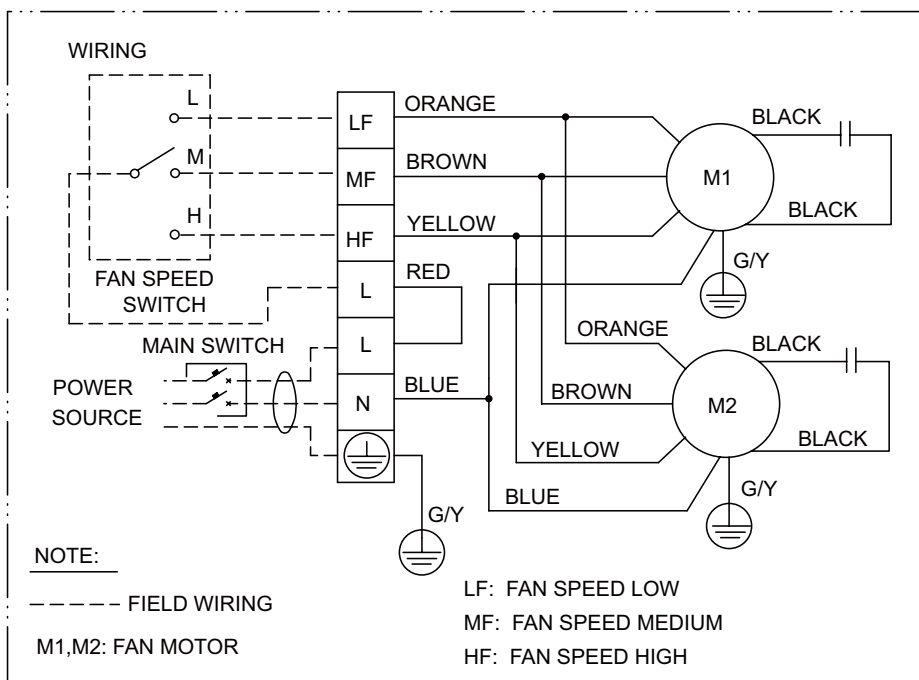 WIRING
L
M
H
FAN SPEED
SWITCH
MAIN SWITCH
POWER
SOURCE
LF
MF
HF
L
L
N
ORANGE
BROWN
YELLOW
RED
BLUE
G/Y
M1
BLACK
BLACK
G/Y
ORANGE
BROWN
YELLOW
BLUE
M2
BLACK
BLACK
G/Y
NOTE:
FIELD WIRING
M1,M2: FAN MOTOR
LF: FAN SPEED LOW
MF: FAN SPEED MEDIUM
HF: FAN SPEED HIGH